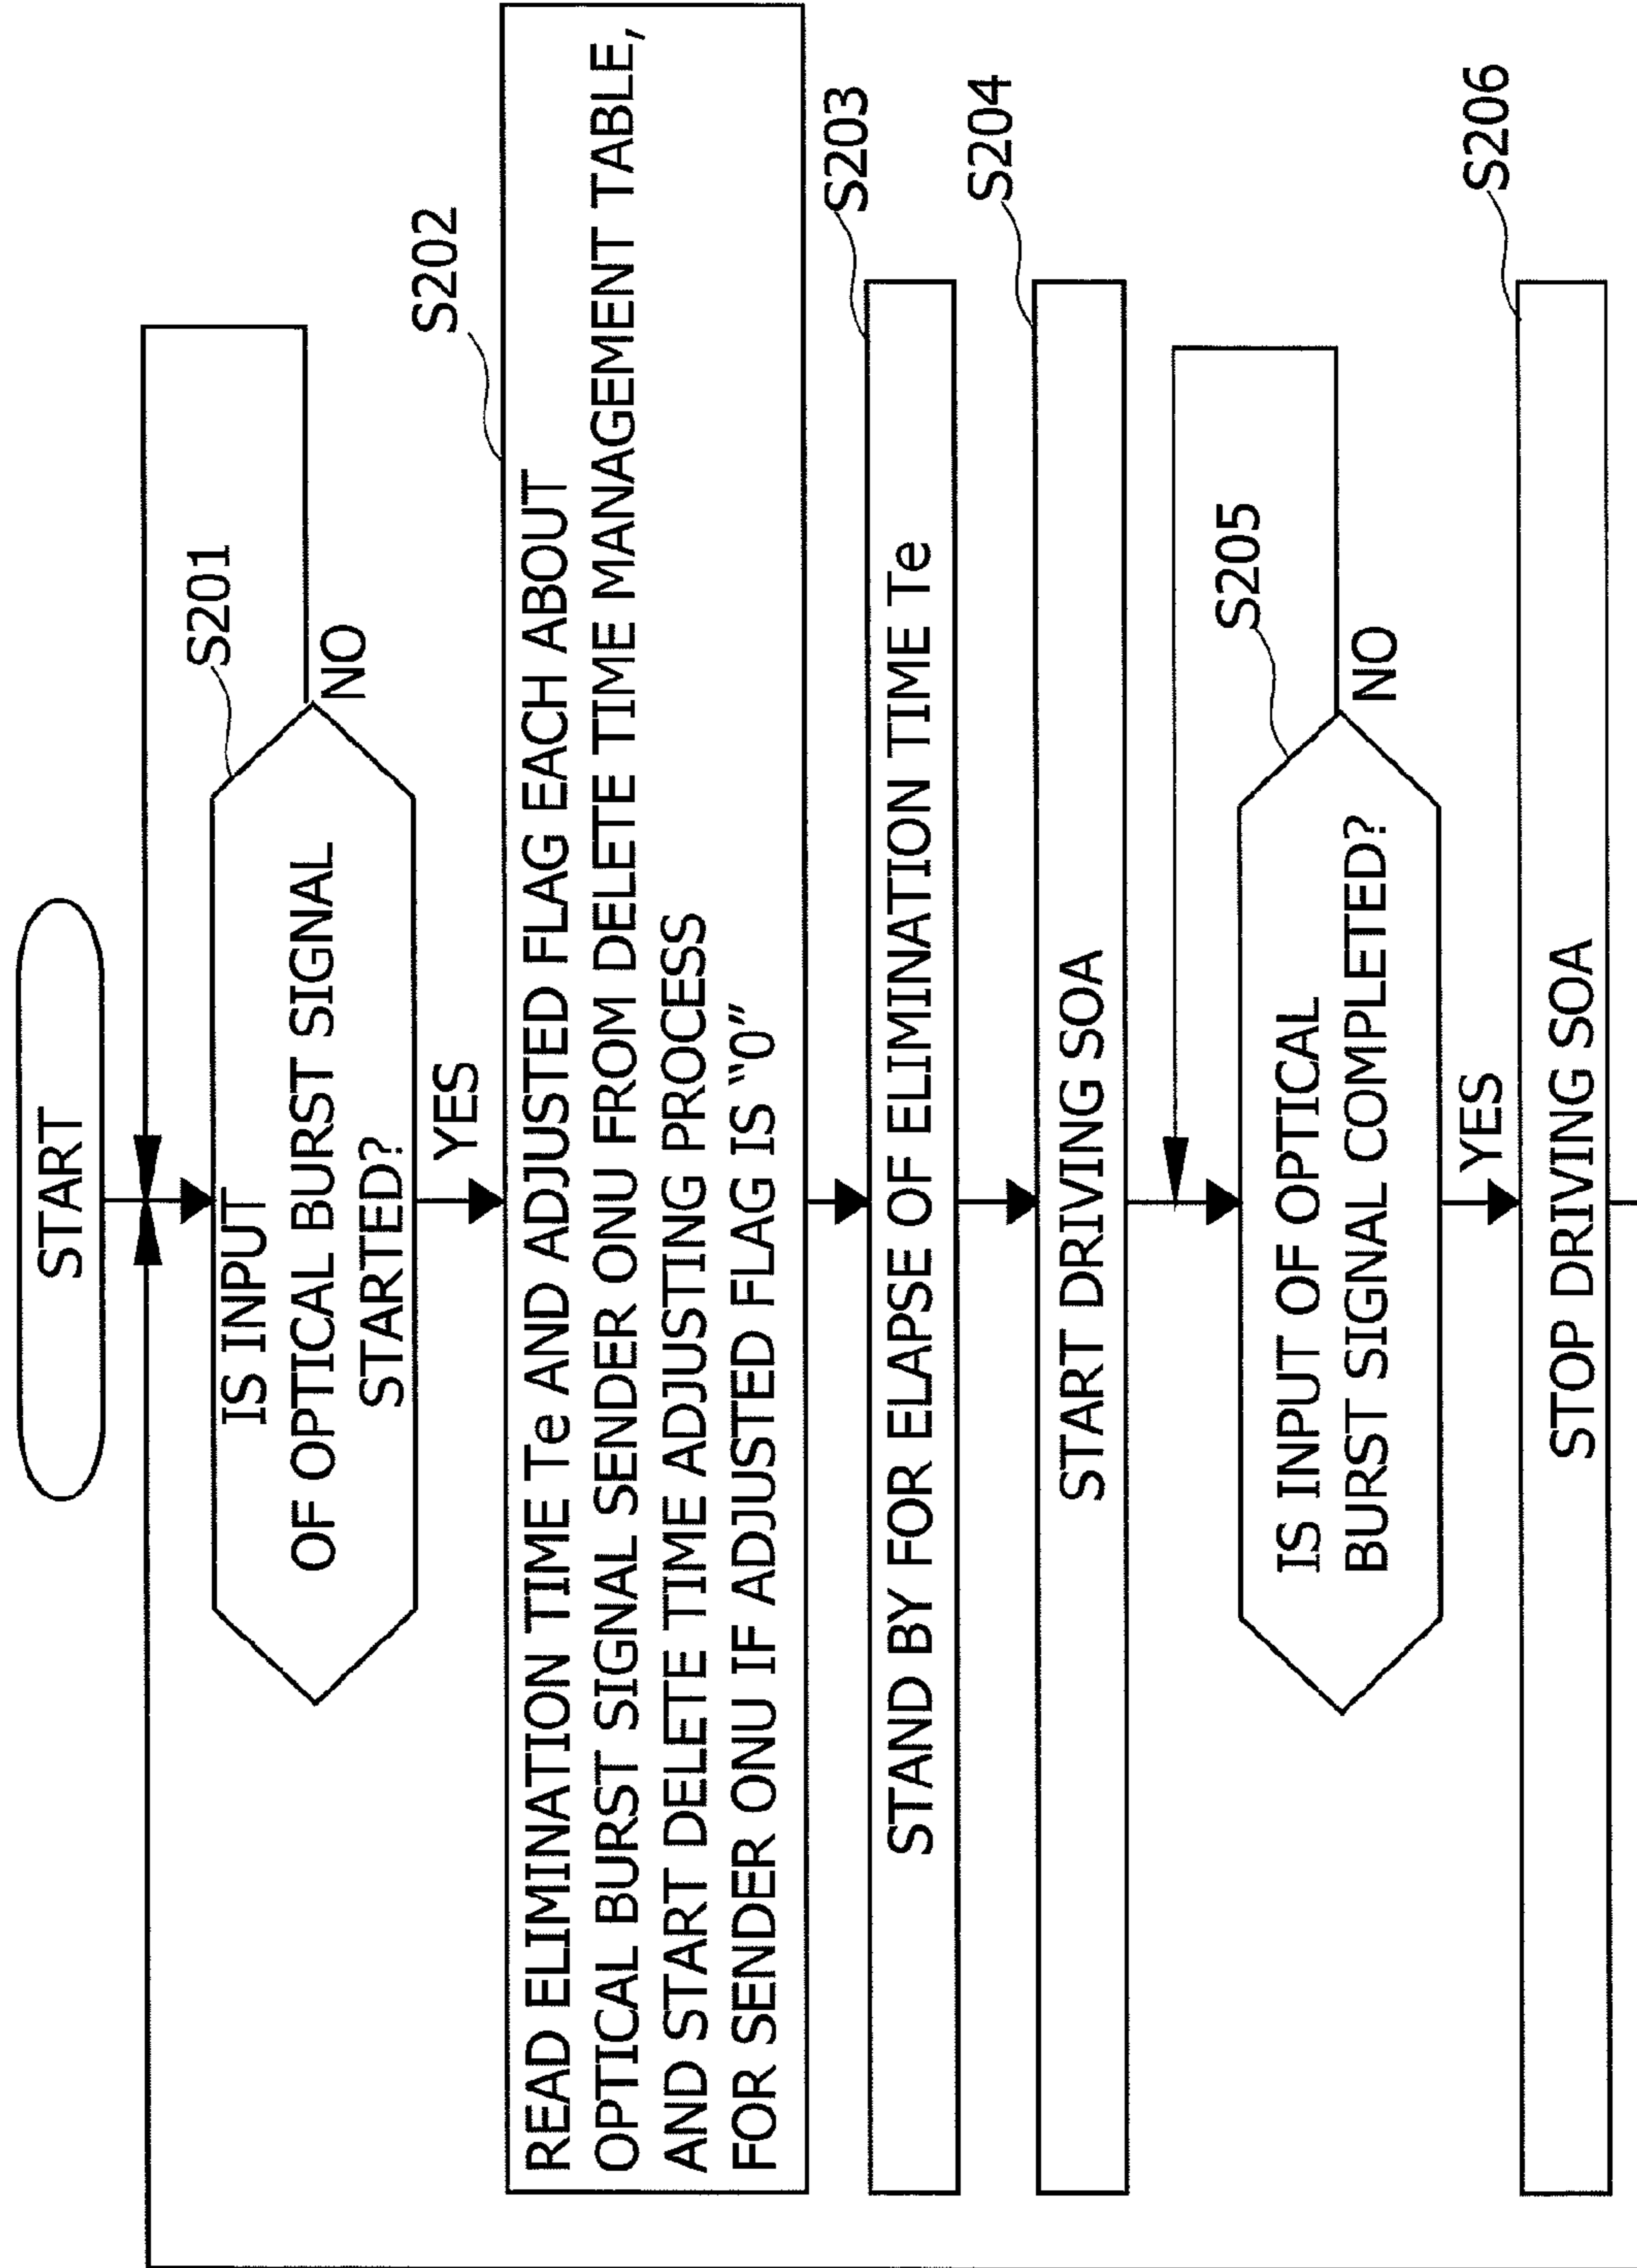 START
S201
IS INPUT
OF OPTICAL BURST SIGNAL
STARTED?
NO
YES
S202
READ ELIMINATION TIME Te AND ADJUSTED FLAG EACH ABOUT
OPTICAL BURST SIGNAL SENDER ONU FROM DELETE TIME MANAGEMENT TABLE,
AND START DELETE TIME ADJUSTING PROCESS
FOR SENDER ONU IF ADJUSTED FLAG IS “0”
S203
STAND BY FOR ELAPSE OF ELIMINATION TIME Te
S204
START DRIVING SOA
S205
IS INPUT OF OPTICAL
BURST SIGNAL COMPLETED?
NO
YES
S206
STOP DRIVING SOA